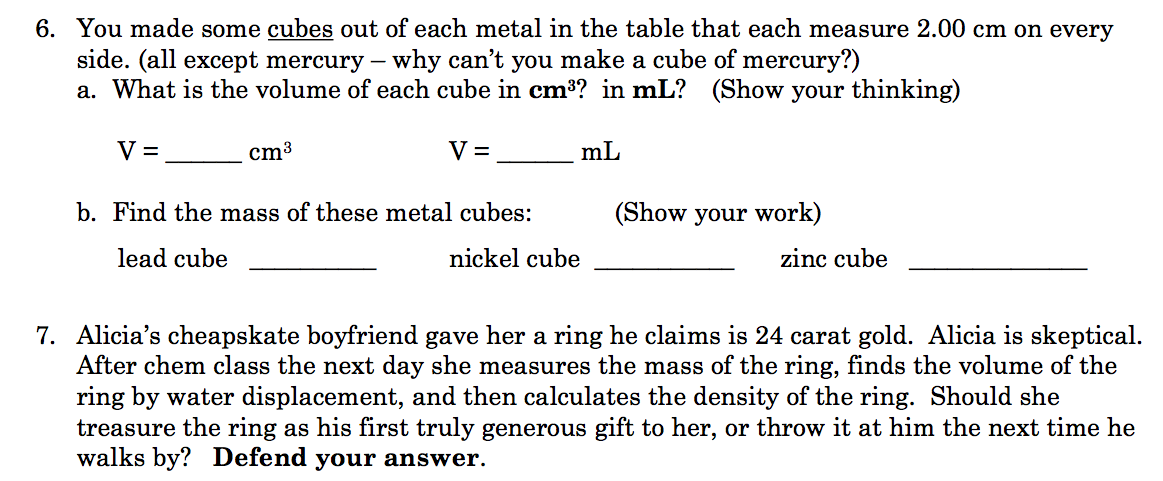 6. You made some cubes out of each metal in the table that each measure 2.00 cm on every
side. (all except mercury – why can’t you make a cube of mercury?)
a. What is the volume of each cube in cm³? in mL? (Show your thinking)
V = ______ cm³ V = ______ mL
b. Find the mass of these metal cubes: (Show your work)
lead cube __________ nickel cube ___________ zinc cube ______________
7. Alicia’s cheapskate boyfriend gave her a ring he claims is 24 carat gold. Alicia is skeptical.
After chem class the next day she measures the mass of the ring, finds the volume of the
ring by water displacement, and then calculates the density of the ring. Should she
treasure the ring as his first truly generous gift to her, or throw it at him the next time he
walks by? Defend your answer.